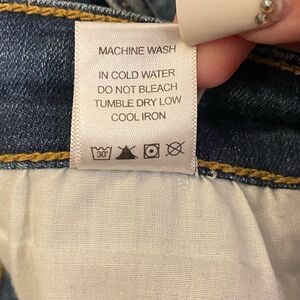 MACHINE WASH
IN COLD WATER
DO NOT BLEACH
TUMBLE DRY LOW
COOL IRON
30°